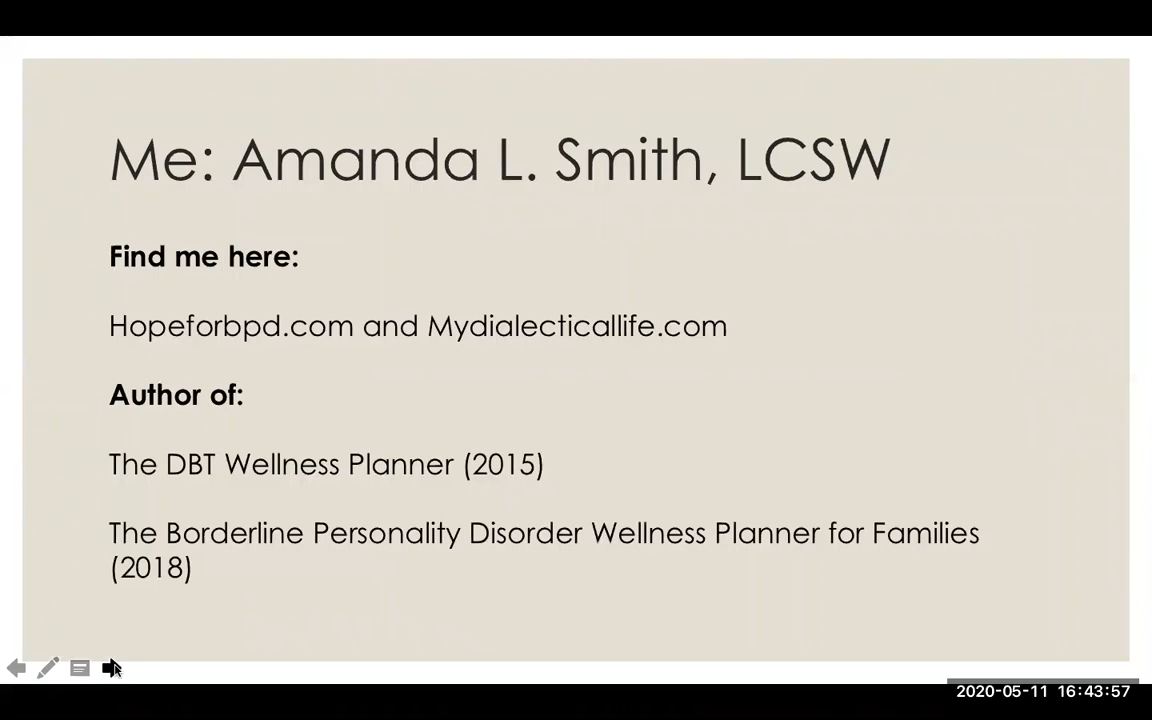 Me: Amanda L. Smith, LCSW
Find me here:
Hopeforbpd.com and Mydialecticallife.com
Author of:
The DBT Wellness Planner (2015)
The Borderline Personality Disorder Wellness Planner for Families
(2018)
2020-05-11 16:43:57